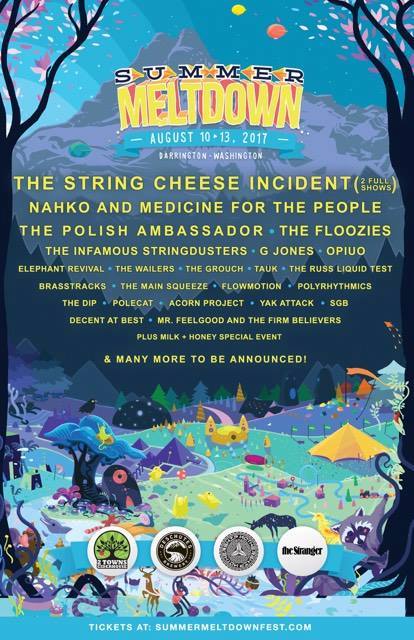 SUMMER
MELTDOWN
AUGUST 10-13, 2017
DARRINGTON - WASHINGTON
THE STRING CHEESE INCIDENT (2 FULL SHOWS)
NAHKO AND MEDICINE FOR THE PEOPLE
THE POLISH AMBASSADOR • THE FLOOZIES
THE INFAMOUS STRINGDUSTERS • G JONES • OPIUO
ELEPHANT REVIVAL • THE WAILERS • THE GROUCH • TAUK • THE RUSS LIQUID TEST
BRASSTRACKS • THE MAIN SQUEEZE • FLOWMOTION • POLYRHYTHMICS
THE DIP • POLECAT • ACORN PROJECT • YAK ATTACK • SGB
DECENT AT BEST • MR. FEELGOOD AND THE FIRM BELIEVERS
PLUS MILK + HONEY SPECIAL EVENT
& MANY MORE TO BE ANNOUNCED!
2 TOWNS
CIDERHOUSE
DESCHUTES
BREWERY
the Stranger
TICKETS AT: SUMMERMELTDOWNFEST.COM